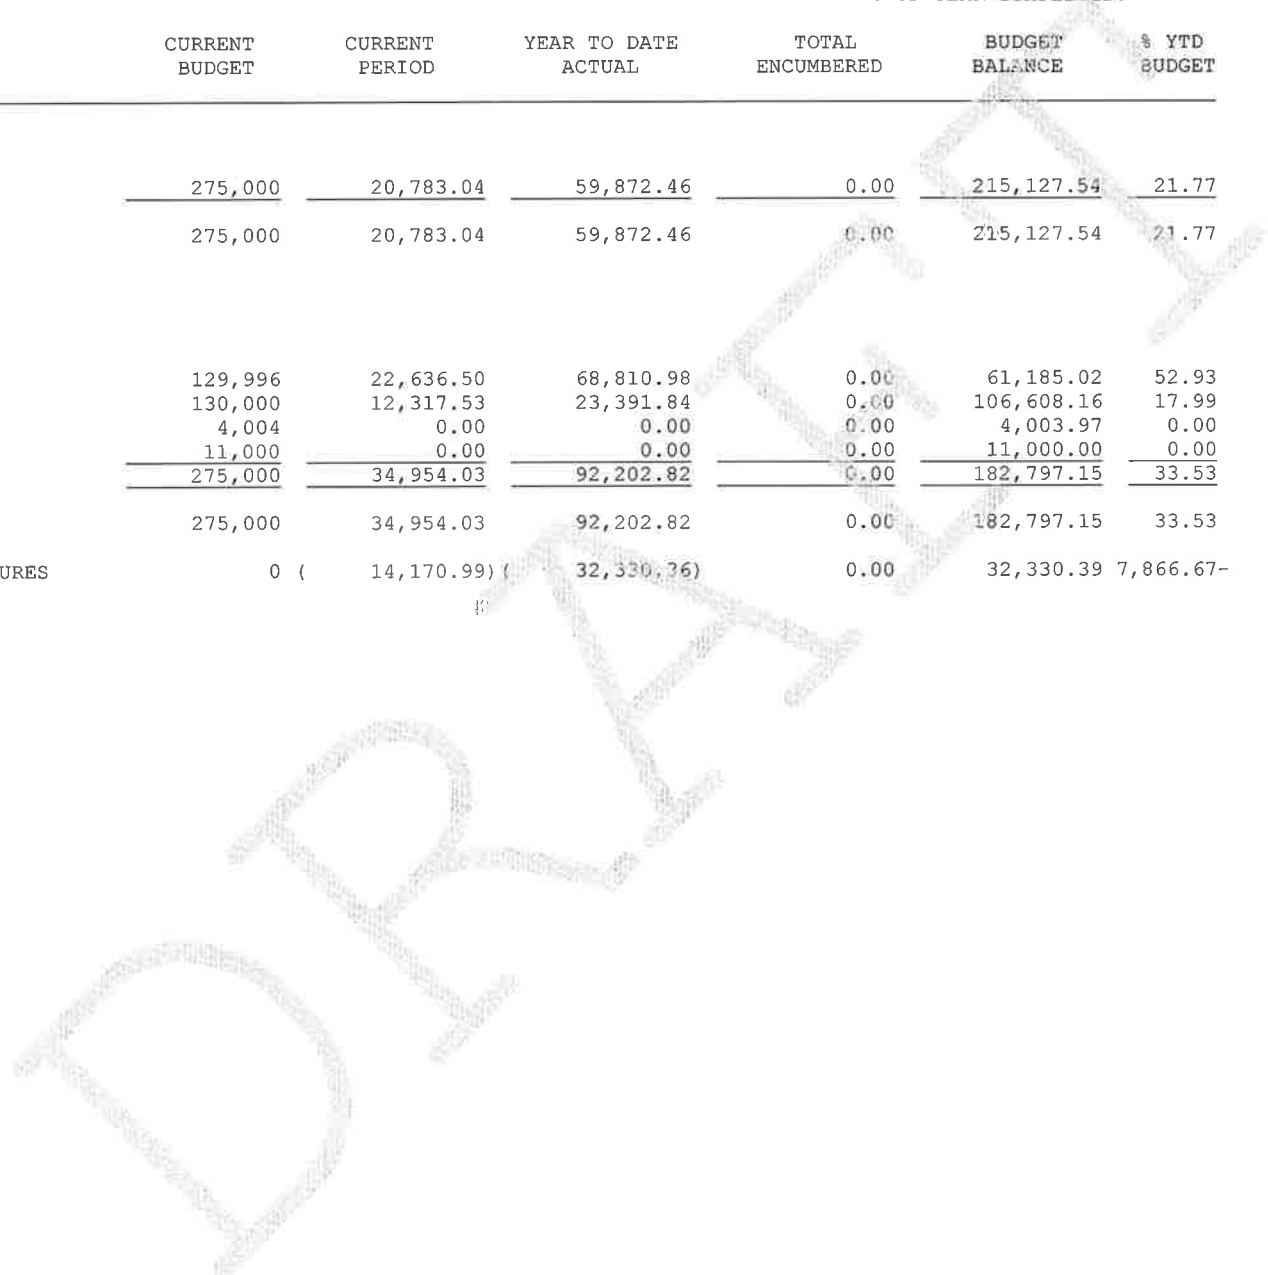 CURRENT CURRENT YEAR TO DATE TOTAL BUDGET % YTD
BUDGET PERIOD ACTUAL ENCUMBERED BALANCE BUDGET
275,000 20,783.04 59,872.46 0.00 215,127.54 21.77
275,000 20,783.04 59,872.46 0.00 215,127.54 21.77
129,996 22,636.50 68,810.98 0.00 61,185.02 52.93
130,000 12,317.53 23,391.84 0.00 106,608.16 17.99
4,004 0.00 0.00 0.00 4,003.97 0.00
11,000 0.00 0.00 0.00 11,000.00 0.00
275,000 34,954.03 92,202.82 0.00 182,797.15 33.53
275,000 34,954.03 92,202.82 0.00 182,797.15 33.53
URES 0 ( 14,170.99) ( 32,330.36) 0.00 32,330.39 7,866.67-
DRAFT